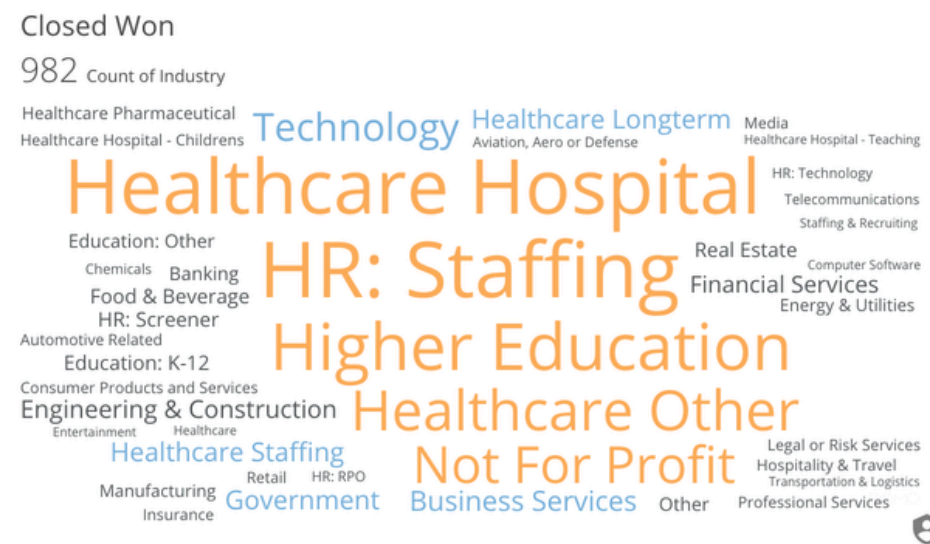 Closed Won
982 Count of Industry
Healthcare Pharmaceutical
Technology
Healthcare Longterm
Media
Healthcare Hospital - Childrens
Aviation, Aero or Defense
Healthcare Hospital - Teaching
Healthcare Hospital
HR: Technology
Telecommunications
Staffing & Recruiting
Education: Other
HR: Staffing
Real Estate
Chemicals
Banking
Computer Software
Food & Beverage
Financial Services
HR: Screener
Energy & Utilities
Automotive Related
Higher Education
Education: K-12
Consumer Products and Services
Engineering & Construction
Healthcare Other
Entertainment
Healthcare
Healthcare Staffing
Not For Profit
Legal or Risk Services
Retail
HR: RPO
Hospitality & Travel
Transportation & Logistics
Manufacturing
Government
Business Services
Other
Professional Services
Insurance